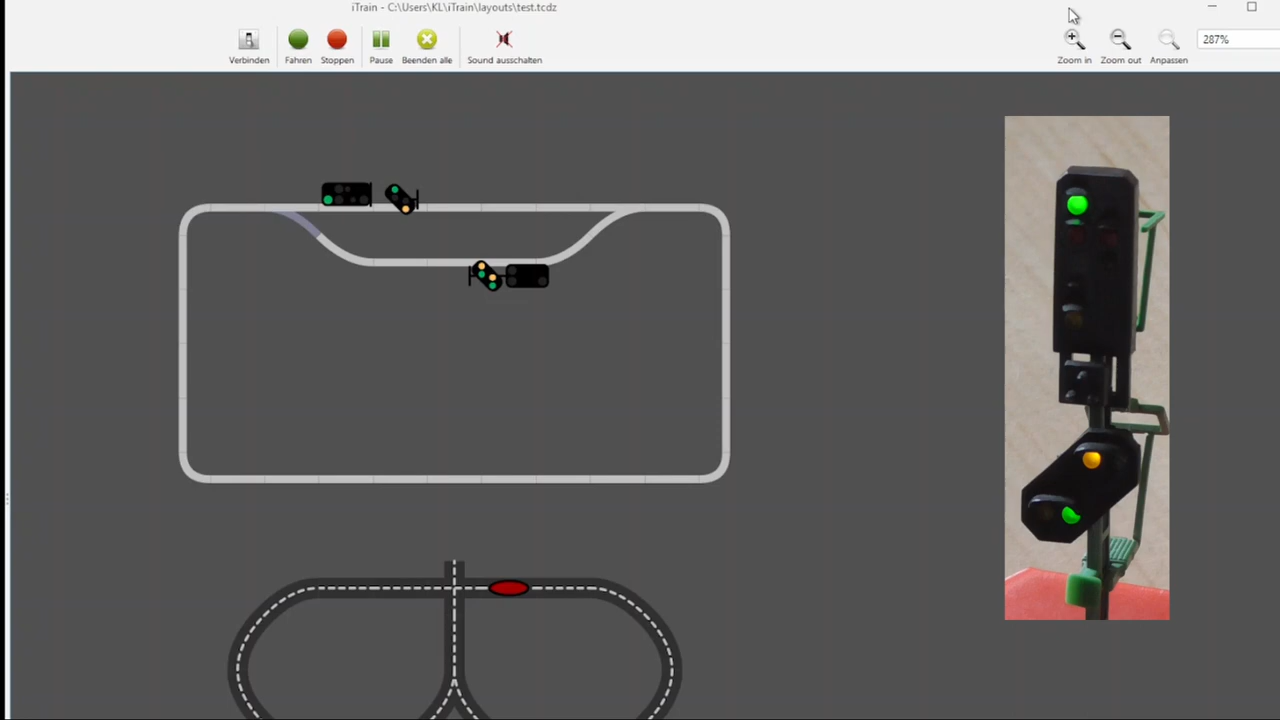 iTrain - C:\Users\KL\iTrain\layouts\test.tcdz
Verbinden
Fahren
Stoppen
Pause
Beenden alle
Sound ausschalten
Zoom in
Zoom out
Anpassen
287%